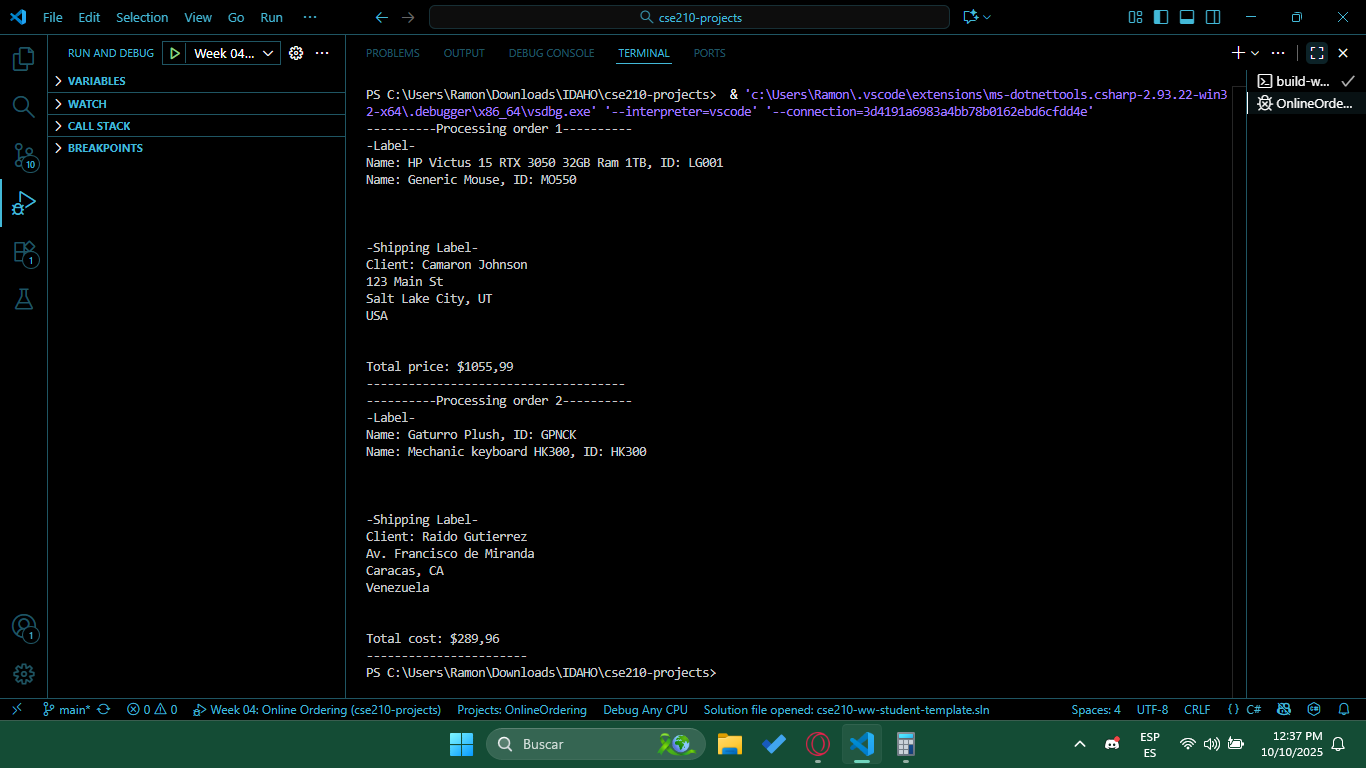 File Edit Selection View Go Run ···
cse210-projects
RUN AND DEBUG Week 04... ···
VARIABLES
WATCH
CALL STACK
BREAKPOINTS
10
1
1
PROBLEMS OUTPUT DEBUG CONSOLE TERMINAL PORTS
PS C:\Users\Ramon\Downloads\IDAHO\cse210-projects>  & 'c:\Users\Ramon\.vscode\extensions\ms-dotnettools.csharp-2.93.22-win3
2-x64\.debugger\x86_64\vsdbg.exe' '--interpreter=vscode' '--connection=3d4191a6983a4bb78b0162ebd6cfdd4e'
----------Processing order 1----------
-Label-
Name: HP Victus 15 RTX 3050 32GB Ram 1TB, ID: LG001
Name: Generic Mouse, ID: MO550
-Shipping Label-
Client: Camaron Johnson
123 Main St
Salt Lake City, UT
USA
Total price: $1055,99
-------------------------------------
----------Processing order 2----------
-Label-
Name: Gaturro Plush, ID: GPNCK
Name: Mechanic keyboard HK300, ID: HK300
-Shipping Label-
Client: Raido Gutierrez
Av. Francisco de Miranda
Caracas, CA
Venezuela
Total cost: $289,96
-----------------------
PS C:\Users\Ramon\Downloads\IDAHO\cse210-projects>
build-w...
OnlineOrde...
main* 0 0 Week 04: Online Ordering (cse210-projects) Projects: OnlineOrdering Debug Any CPU Solution file opened: cse210-ww-student-template.sln Spaces: 4 UTF-8 CRLF {} C#
Buscar
ESP
ES
12:37 PM
10/10/2025